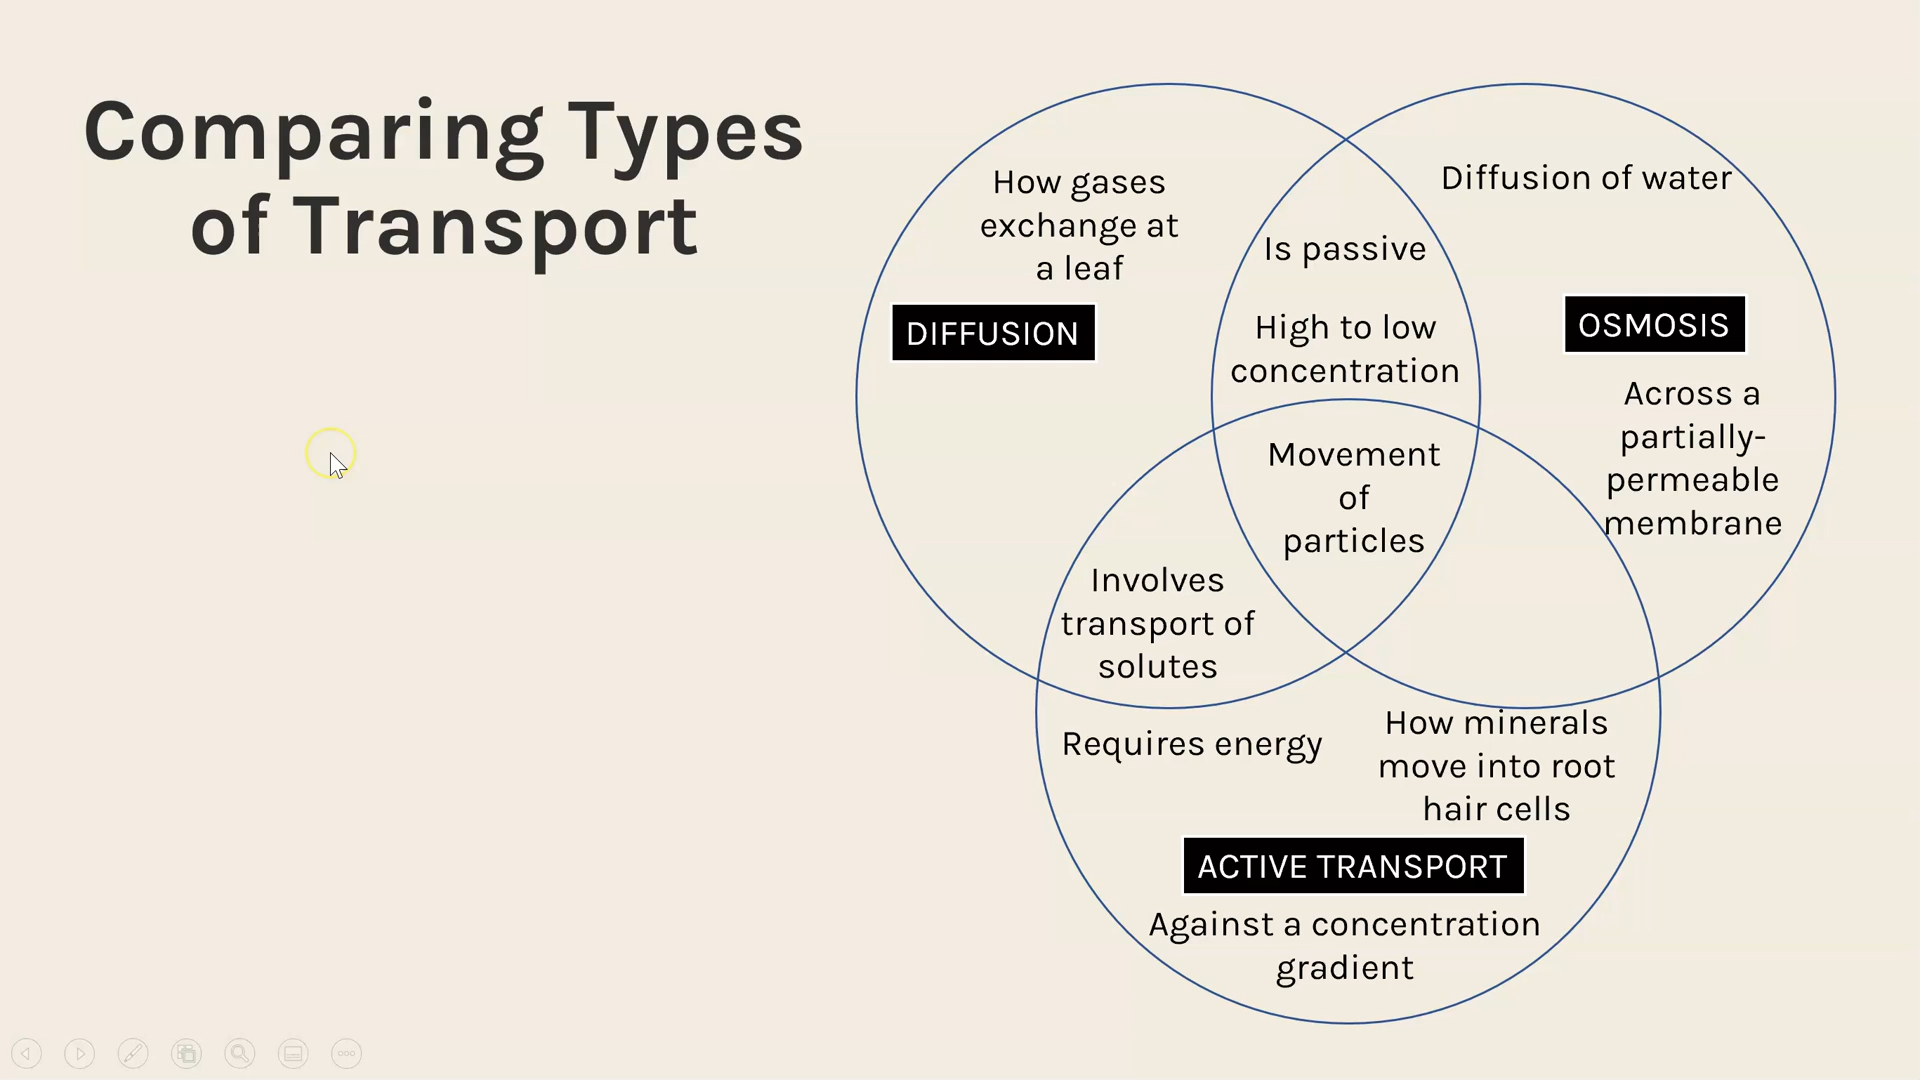 Comparing Types
of Transport
How gases
exchange at
a leaf
DIFFUSION
Is passive
High to low
concentration
Diffusion of water
OSMOSIS
Across a
partially-
permeable
membrane
Movement
of
particles
Involves
transport of
solutes
Requires energy
How minerals
move into root
hair cells
ACTIVE TRANSPORT
Against a concentration
gradient